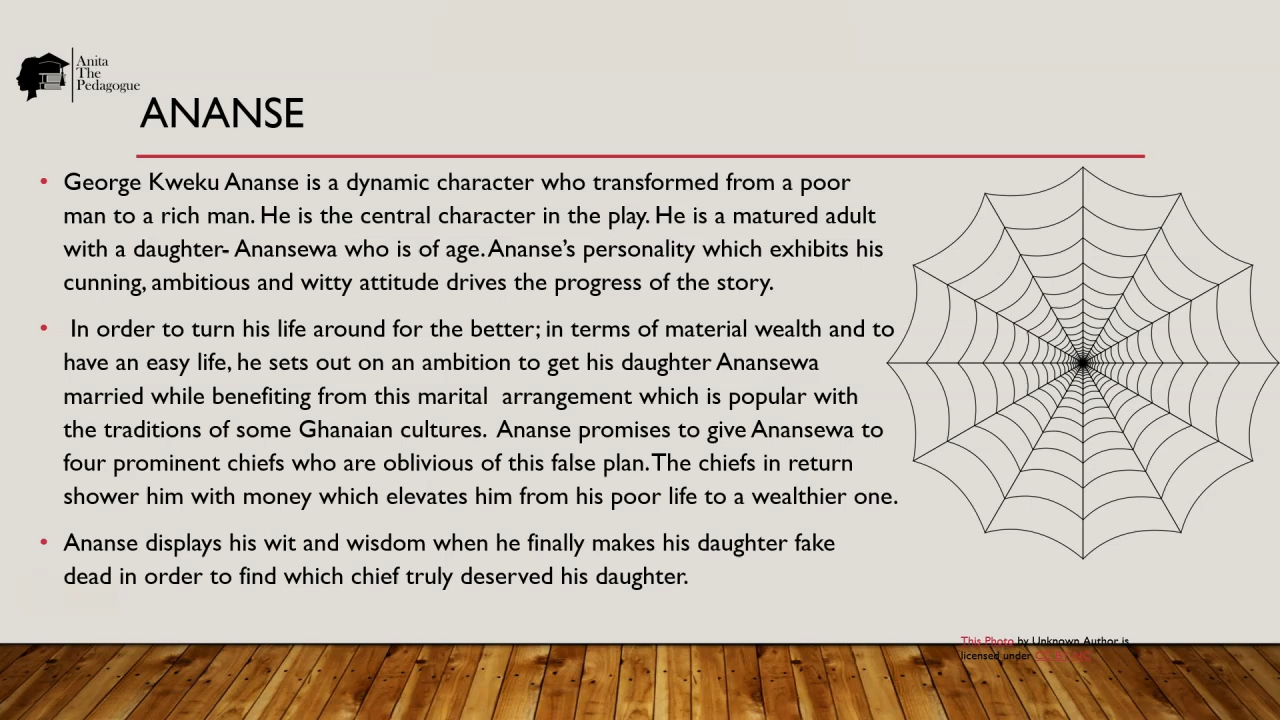 Anita
The
Pedagogue
ANANSE
• George Kweku Ananse is a dynamic character who transformed from a poor
man to a rich man. He is the central character in the play. He is a matured adult
with a daughter- Anansewa who is of age. Ananse’s personality which exhibits his
cunning, ambitious and witty attitude drives the progress of the story.
• In order to turn his life around for the better; in terms of material wealth and to
have an easy life, he sets out on an ambition to get his daughter Anansewa
married while benefiting from this marital arrangement which is popular with
the traditions of some Ghanaian cultures. Ananse promises to give Anansewa to
four prominent chiefs who are oblivious of this false plan. The chiefs in return
shower him with money which elevates him from his poor life to a wealthier one.
• Ananse displays his wit and wisdom when he finally makes his daughter fake
dead in order to find which chief truly deserved his daughter.
This Photo by Unknown Author is
licensed under